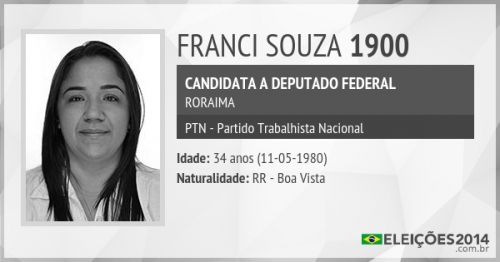 FRANCI SOUZA 1900
CANDIDATA A DEPUTADO FEDERAL
RORAIMA
PTN - Partido Trabalhista Nacional
Idade: 34 anos (11-05-1980)
Naturalidade: RR - Boa Vista
ELEIÇÕES2014
.com.br